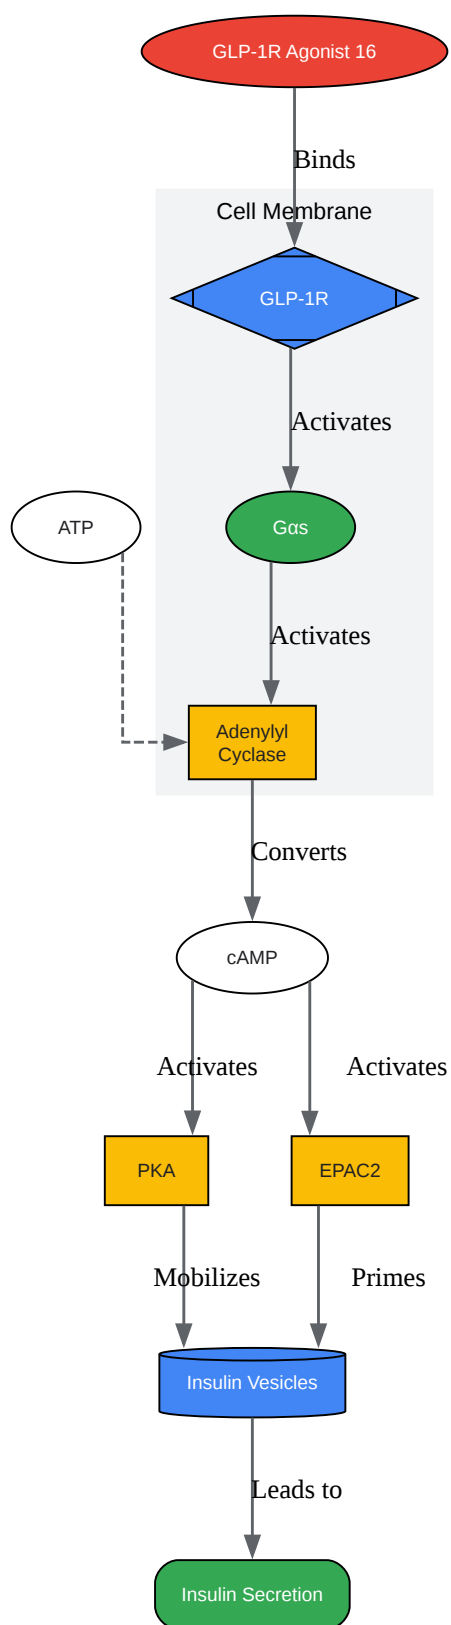 GLP-1R Agonist 16
Binds
Cell Membrane
GLP-1R
Activates
ATP
Gαs
Activates
Adenylyl
Cyclase
Converts
cAMP
Activates
Activates
PKA
EPAC2
Mobilizes
Primes
Insulin Vesicles
Leads to
Insulin Secretion